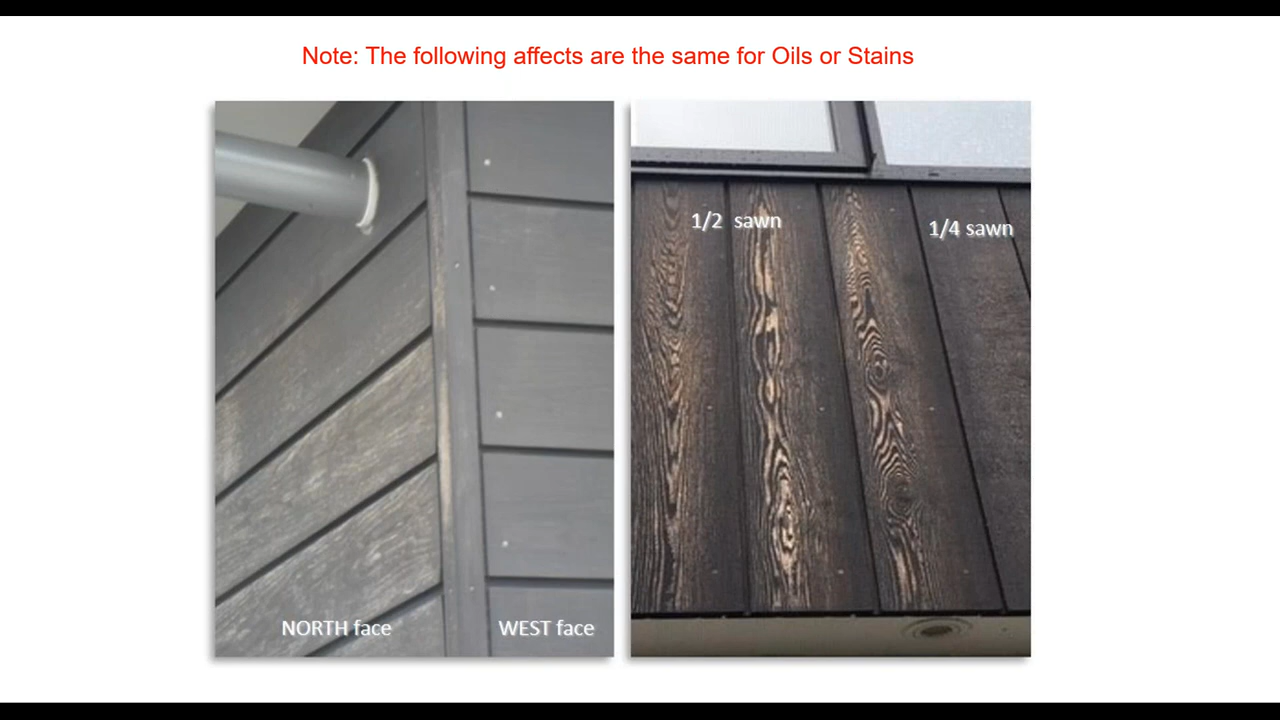 Note: The following affects are the same for Oils or Stains
1/2 sawn
1/4 sawn
NORTH face
WEST face